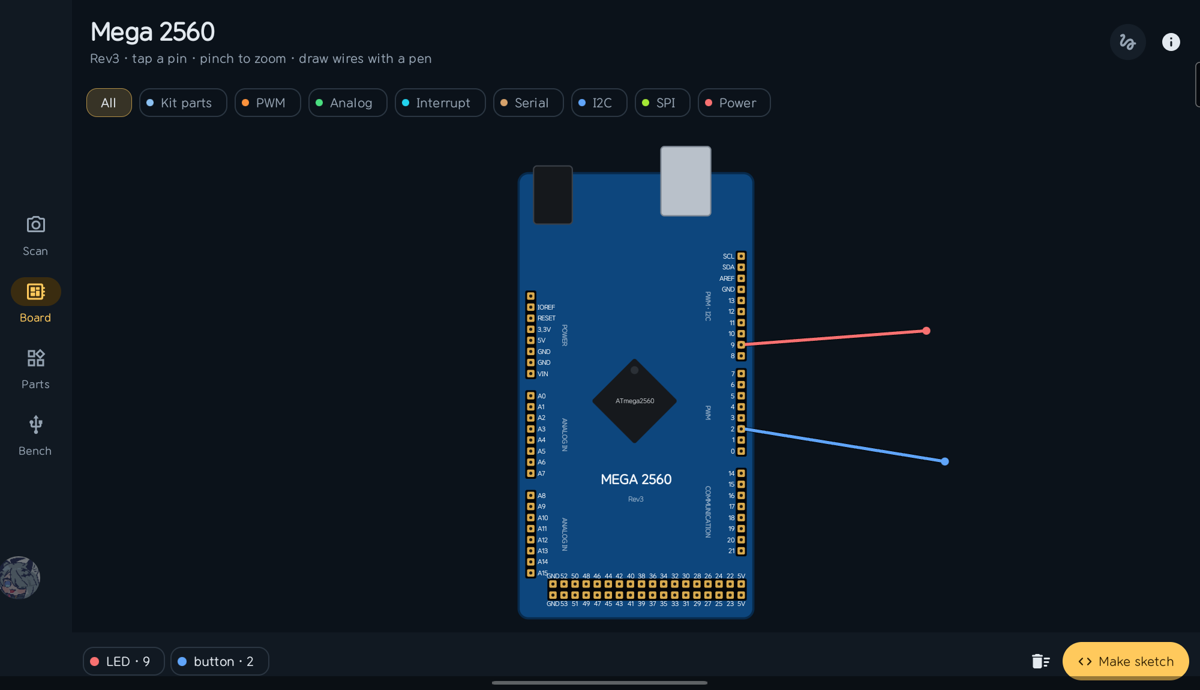 Mega 2560
Rev3 · tap a pin · pinch to zoom · draw wires with a pen
All
Kit parts
PWM
Analog
Interrupt
Serial
I2C
SPI
Power
Scan
Board
Parts
Bench
SCL
SDA
AREF
GND
13
12
11
10
9
8
PWM · I2C
IOREF
RESET
3.3V
5V
GND
GND
VIN
POWER
7
6
5
4
3
2
1
0
PWM
A0
A1
A2
A3
A4
A5
A6
A7
ANALOG IN
ATmega2560
MEGA 2560
Rev3
14
15
16
17
18
19
20
21
COMMUNICATION
A8
A9
A10
A11
A12
A13
A14
A15
ANALOG IN
GND 52 50 48 46 44 42 40 38 36 34 32 30 28 26 24 22 5V
GND 53 51 49 47 45 43 41 39 37 35 33 31 29 27 25 23 5V
LED · 9
button · 2
<> Make sketch